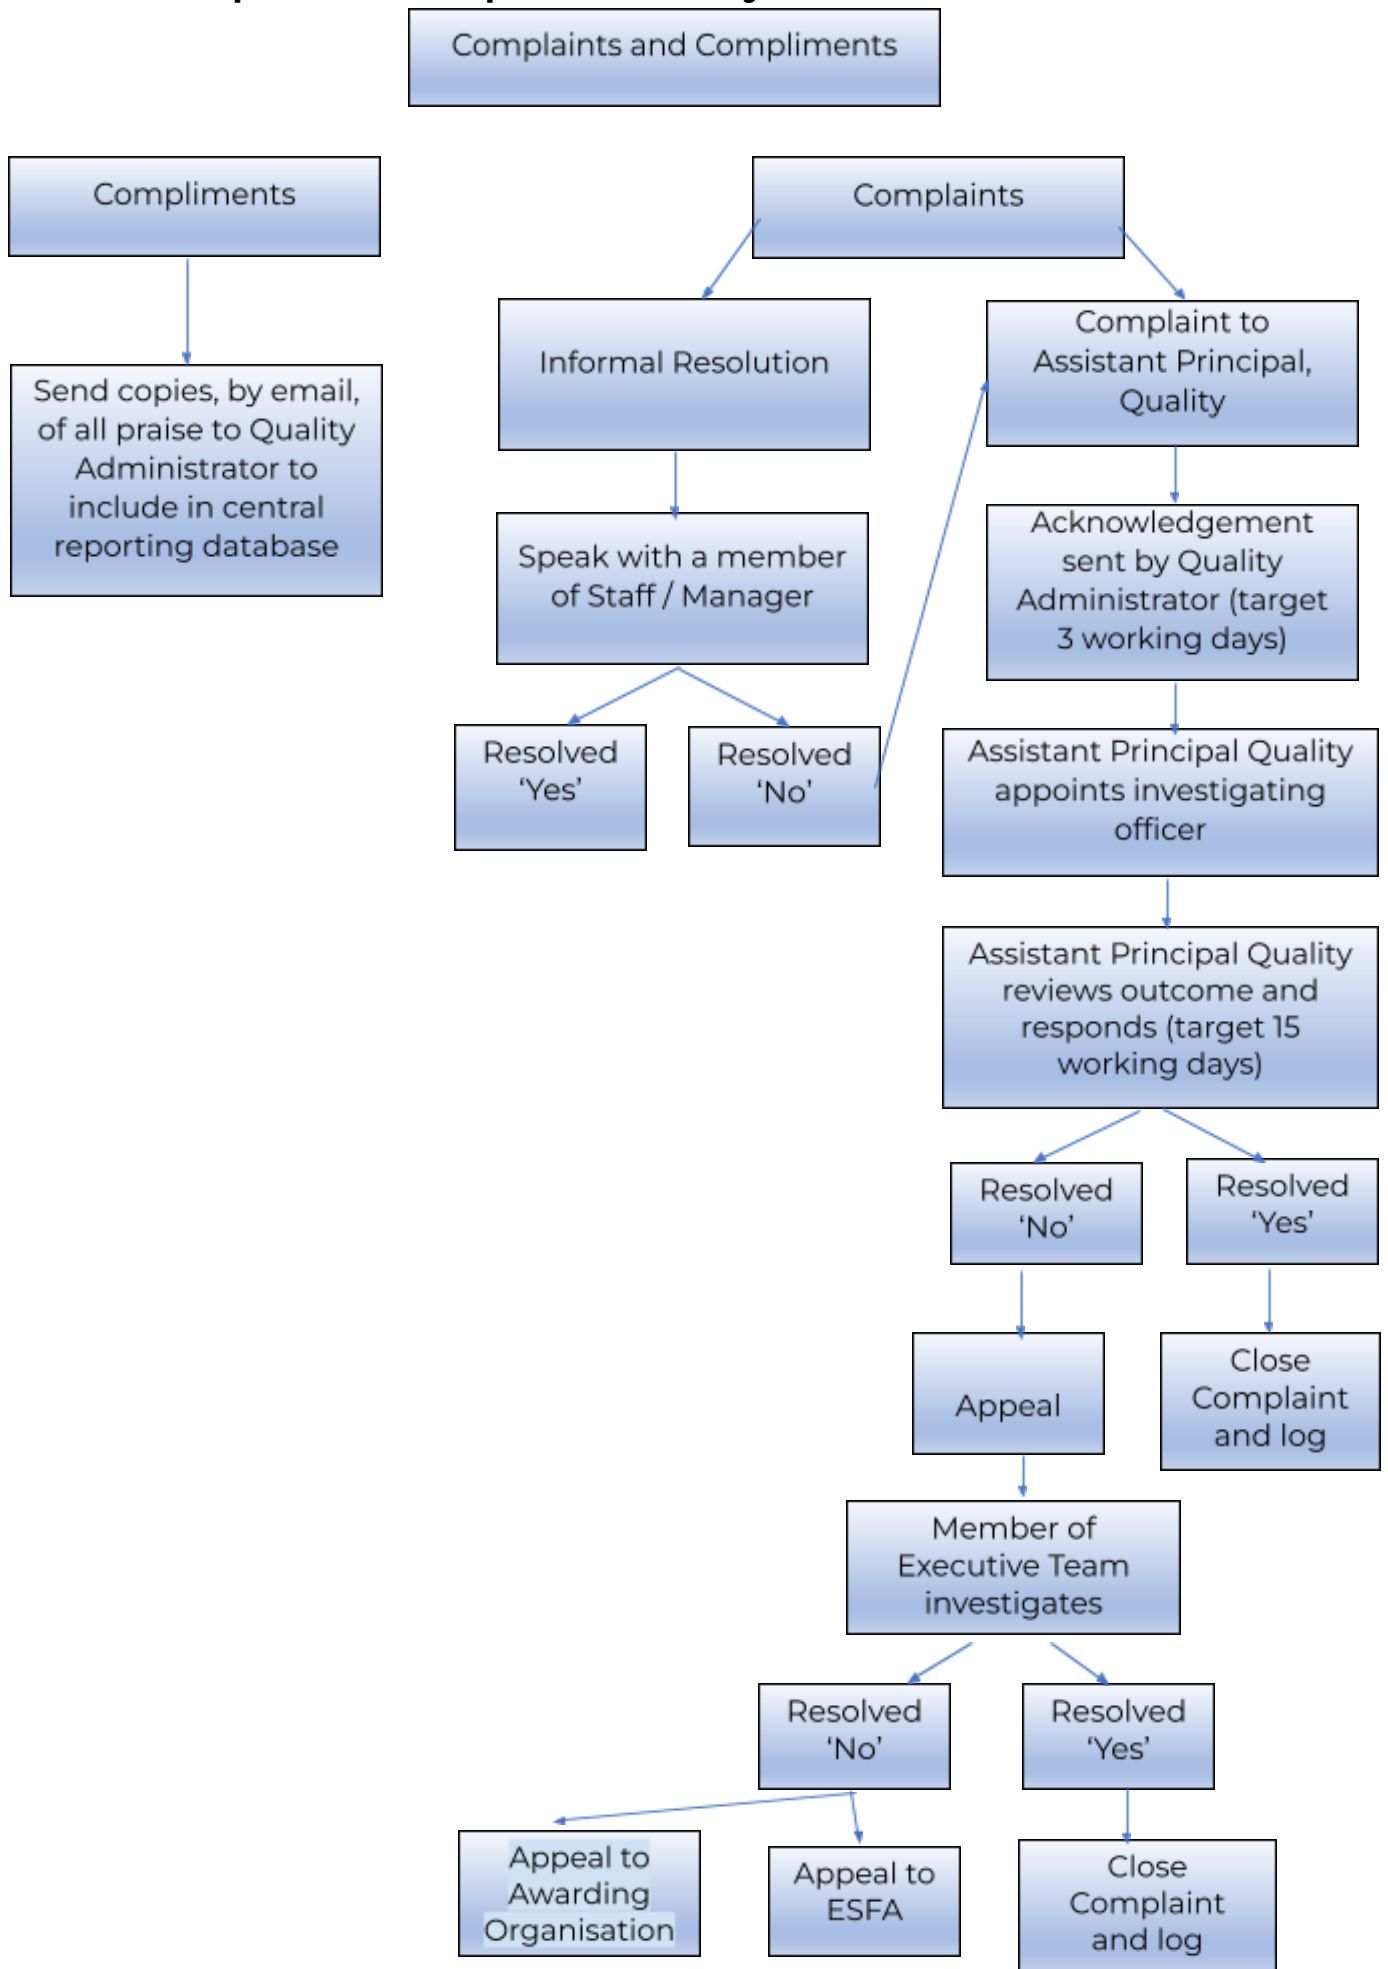 Complaints and Compliments
Compliments
Complaints
Informal Resolution
Complaint to
Assistant Principal,
Quality
Send copies, by email,
of all praise to Quality
Administrator to
include in central
reporting database
Speak with a member
of Staff / Manager
Acknowledgement
sent by Quality
Administrator (target
3 working days)
Resolved
‘Yes’
Resolved
‘No’
Assistant Principal Quality
appoints investigating
officer
Assistant Principal Quality
reviews outcome and
responds (target 15
working days)
Resolved
‘No’
Resolved
‘Yes’
Appeal
Close
Complaint
and log
Member of
Executive Team
investigates
Resolved
‘No’
Resolved
‘Yes’
Appeal to
Awarding
Organisation
Appeal to
ESFA
Close
Complaint
and log